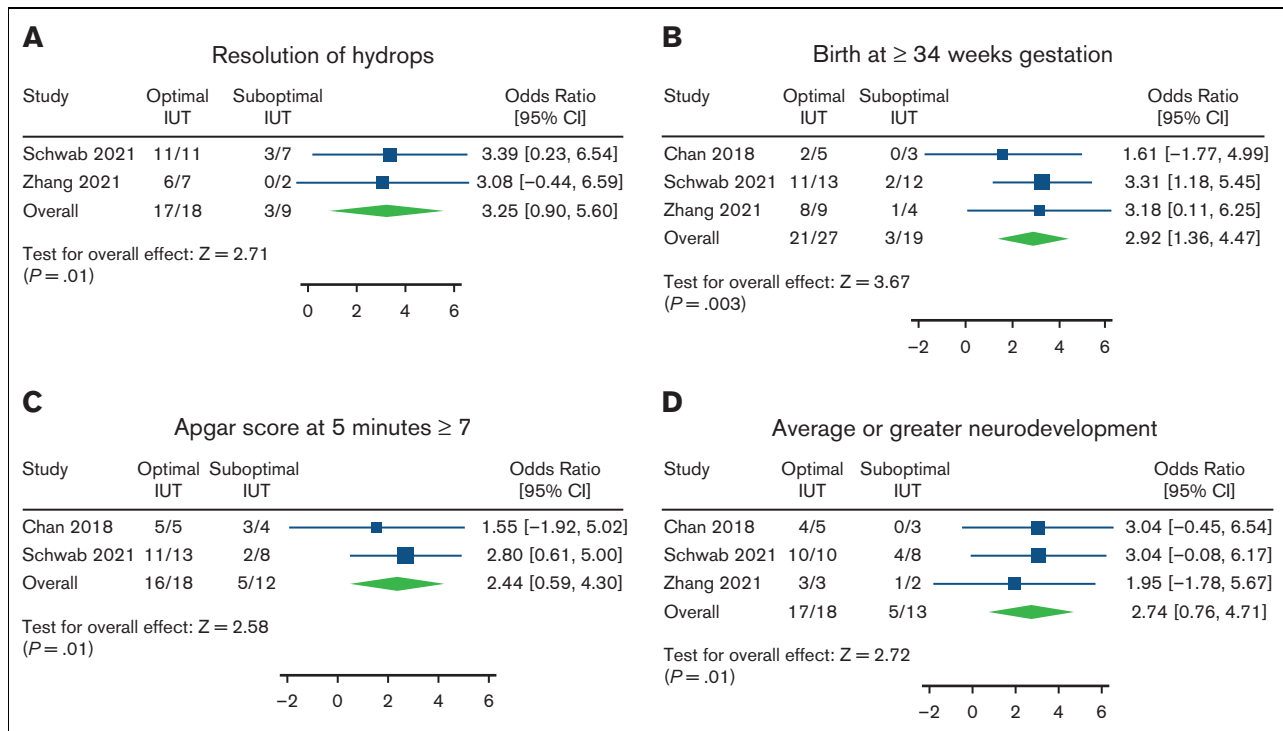 A
Resolution of hydrops
Study Optimal IUT Suboptimal IUT Odds Ratio [95% CI]
Schwab 2021 11/11 3/7 3.39 [0.23, 6.54]
Zhang 2021 6/7 0/2 3.08 [−0.44, 6.59]
Overall 17/18 3/9 3.25 [0.90, 5.60]
Test for overall effect: Z = 2.71
(P = .01)
0 2 4 6
B
Birth at ≥ 34 weeks gestation
Study Optimal IUT Suboptimal IUT Odds Ratio [95% CI]
Chan 2018 2/5 0/3 1.61 [−1.77, 4.99]
Schwab 2021 11/13 2/12 3.31 [1.18, 5.45]
Zhang 2021 8/9 1/4 3.18 [0.11, 6.25]
Overall 21/27 3/19 2.92 [1.36, 4.47]
Test for overall effect: Z = 3.67
(P = .003)
−2 0 2 4 6
C
Apgar score at 5 minutes ≥ 7
Study Optimal IUT Suboptimal IUT Odds Ratio [95% CI]
Chan 2018 5/5 3/4 1.55 [−1.92, 5.02]
Schwab 2021 11/13 2/8 2.80 [0.61, 5.00]
Overall 16/18 5/12 2.44 [0.59, 4.30]
Test for overall effect: Z = 2.58
(P = .01)
−2 0 2 4 6
D
Average or greater neurodevelopment
Study Optimal IUT Suboptimal IUT Odds Ratio [95% CI]
Chan 2018 4/5 0/3 3.04 [−0.45, 6.54]
Schwab 2021 10/10 4/8 3.04 [−0.08, 6.17]
Zhang 2021 3/3 1/2 1.95 [−1.78, 5.67]
Overall 17/18 5/13 2.74 [0.76, 4.71]
Test for overall effect: Z = 2.72
(P = .01)
−2 0 2 4 6